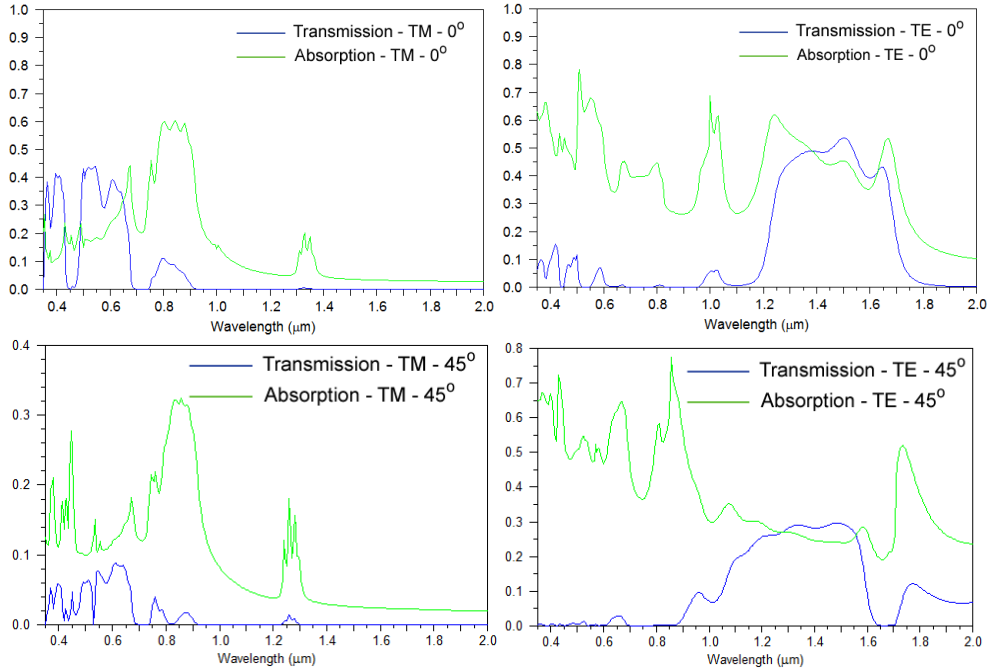 Transmission - TM - 0°
Absorption - TM - 0°
1.0
0.9
0.8
0.7
0.6
0.5
0.4
0.3
0.2
0.1
0.0
0.4 0.6 0.8 1.0 1.2 1.4 1.6 1.8 2.0
Wavelength (μm)
Transmission - TE - 0°
Absorption - TE - 0°
1.0
0.9
0.8
0.7
0.6
0.5
0.4
0.3
0.2
0.1
0.0
0.4 0.6 0.8 1.0 1.2 1.4 1.6 1.8 2.0
Wavelength (μm)
Transmission - TM - 45°
Absorption - TM - 45°
0.4
0.3
0.2
0.1
0.0
0.4 0.6 0.8 1.0 1.2 1.4 1.6 1.8 2.0
Wavelength (μm)
Transmission - TE - 45°
Absorption - TE - 45°
0.8
0.7
0.6
0.5
0.4
0.3
0.2
0.1
0.0
0.4 0.6 0.8 1.0 1.2 1.4 1.6 1.8 2.0
Wavelength (μm)